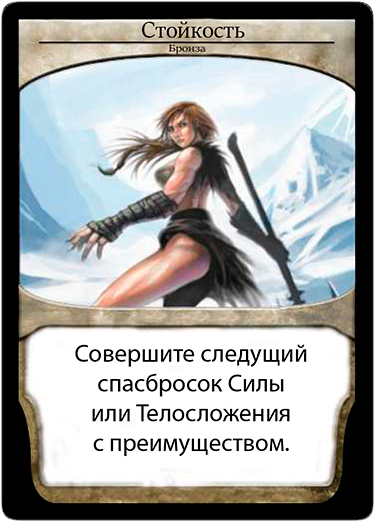 Стойкость
Бронза
Совершите следущий
спасбросок Силы
или Телосложения
с преимуществом.